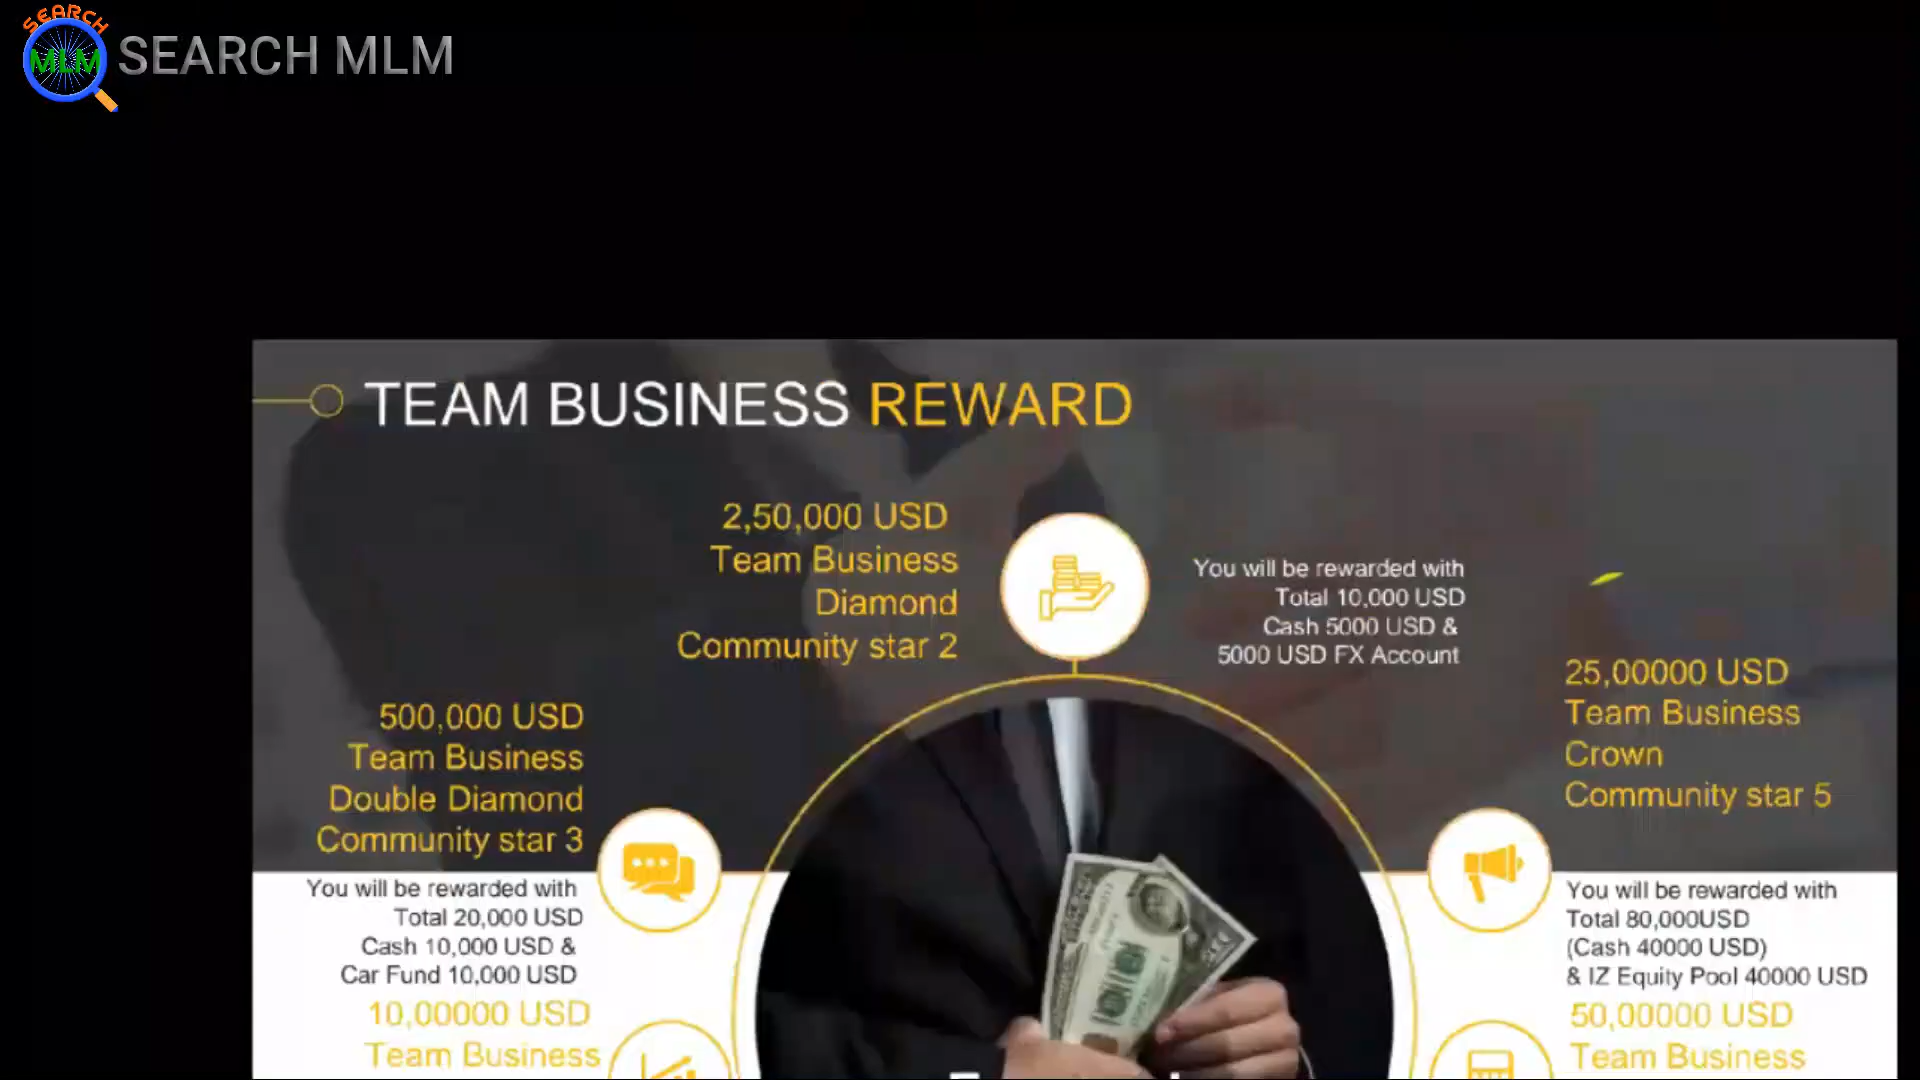 SEARCH
MLM
SEARCH MLM
TEAM BUSINESS REWARD
2,50,000 USD
Team Business
Diamond
Community star 2
You will be rewarded with
Total 10,000 USD
Cash 5000 USD &
5000 USD FX Account
500,000 USD
Team Business
Double Diamond
Community star 3
You will be rewarded with
Total 20,000 USD
Cash 10,000 USD &
Car Fund 10,000 USD
25,00000 USD
Team Business
Crown
Community star 5
You will be rewarded with
Total 80,000USD
(Cash 40000 USD)
& IZ Equity Pool 40000 USD
10,00000 USD
Team Business
50,00000 USD
Team Business